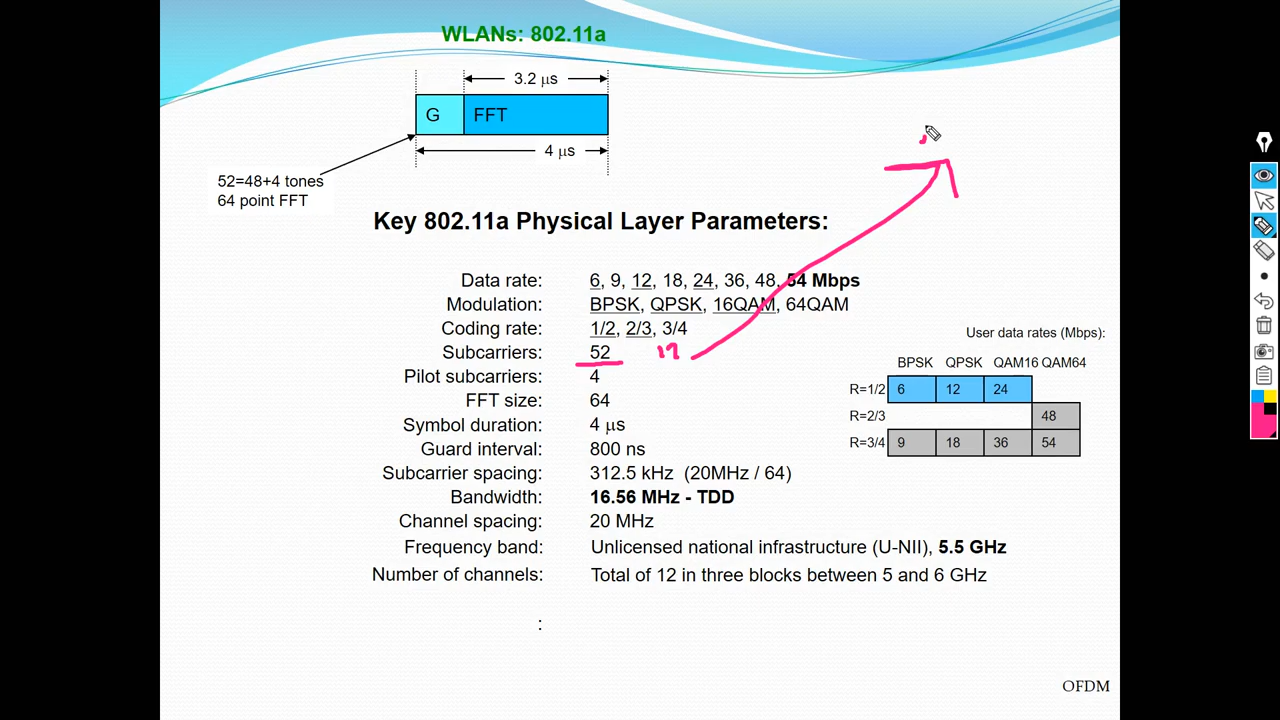 WLANs: 802.11a
3.2 μs
G FFT
4 μs
52=48+4 tones
64 point FFT
Key 802.11a Physical Layer Parameters:
Data rate: 6, 9, 12, 18, 24, 36, 48, 54 Mbps
Modulation: BPSK, QPSK, 16QAM, 64QAM
Coding rate: 1/2, 2/3, 3/4
Subcarriers: 52 12
Pilot subcarriers: 4
FFT size: 64
Symbol duration: 4 μs
Guard interval: 800 ns
Subcarrier spacing: 312.5 kHz (20MHz / 64)
Bandwidth: 16.56 MHz - TDD
Channel spacing: 20 MHz
Frequency band: Unlicensed national infrastructure (U-NII), 5.5 GHz
Number of channels: Total of 12 in three blocks between 5 and 6 GHz
:
User data rates (Mbps):
BPSK QPSK QAM16 QAM64
R=1/2 6 12 24
R=2/3 48
R=3/4 9 18 36 54
OFDM